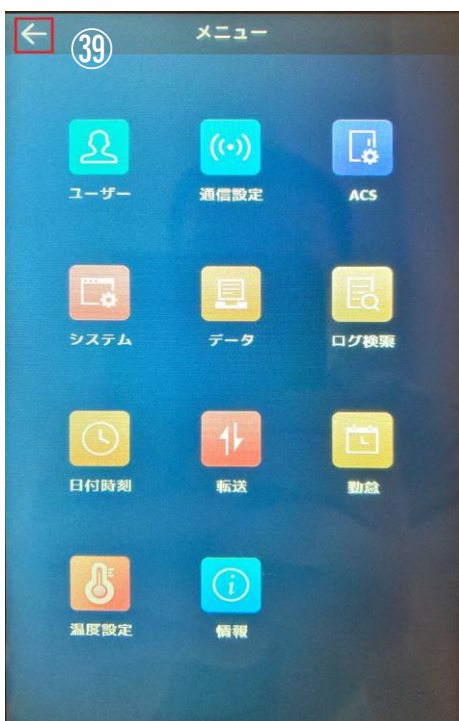 ㊴
メニュー
ユーザー
通信設定
ACS
システム
データ
ログ検索
日付時刻
転送
勤怠
温度設定
情報